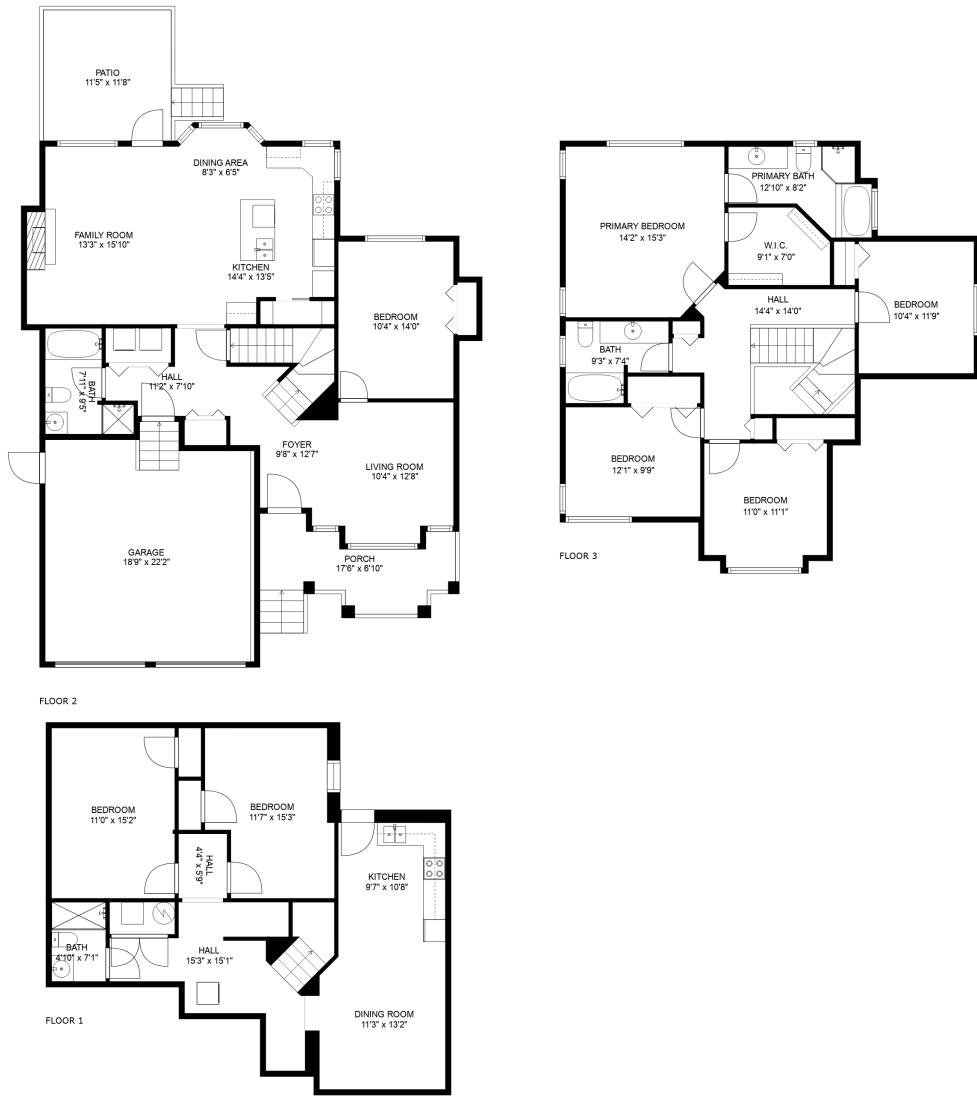 PATIO
11'5" x 11'8"
DINING AREA
8'3" x 6'5"
FAMILY ROOM
13'3" x 15'10"
KITCHEN
14'4" x 13'5"
BEDROOM
10'4" x 14'0"
BATH
7'11" x 9'5"
HALL
11'2" x 7'10"
FOYER
9'8" x 12'7"
LIVING ROOM
10'4" x 12'8"
GARAGE
18'9" x 22'2"
PORCH
17'6" x 6'10"
FLOOR 2
PRIMARY BATH
12'10" x 8'2"
PRIMARY BEDROOM
14'2" x 15'3"
W.I.C.
9'1" x 7'0"
HALL
14'4" x 14'0"
BEDROOM
10'4" x 11'9"
BATH
9'3" x 7'4"
BEDROOM
12'1" x 9'9"
BEDROOM
11'0" x 11'1"
FLOOR 3
BEDROOM
11'0" x 15'2"
BEDROOM
11'7" x 15'3"
HALL
4'4" x 5'9"
KITCHEN
9'7" x 10'8"
BATH
4'10" x 7'1"
HALL
15'3" x 15'1"
DINING ROOM
11'3" x 13'2"
FLOOR 1